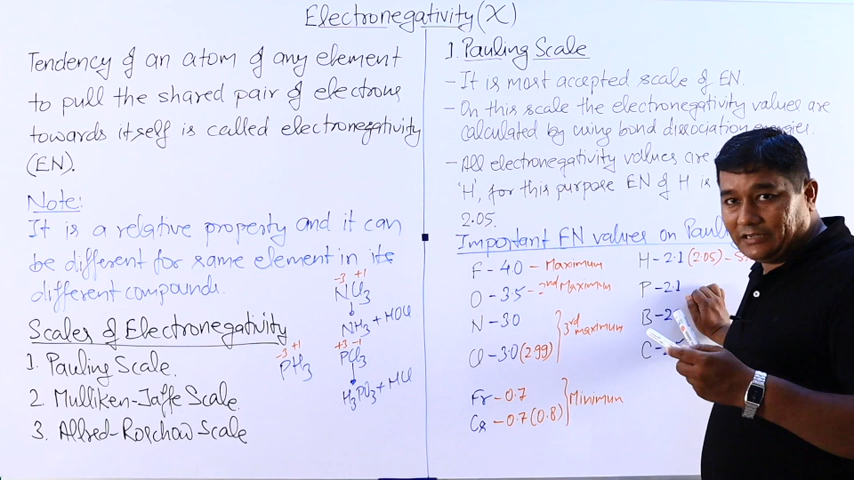 Electronegativity (X)
Tendency of an atom of any element
to pull the shared pair of electrons
towards itself is called electronegativity
(EN).
Note:
It is a relative property and it can
be different for same element in its
different compounds.
-3 +1
NCl3
NH3 + HOCl
-3 +1
PH3
+3 -1
PCl3
H3PO3 + HCl
Scales of Electronegativity
1. Pauling Scale.
2. Mulliken-Jaffe Scale.
3. Allred-Rochow Scale
1. Pauling Scale
- It is most accepted scale of EN.
- On this scale the electronegativity values are
calculated by using bond dissociation energies.
- All electronegativity values are
'H', for this purpose EN of H is
2.05.
Important EN values on Pauli
F - 4.0 - Maximum
O - 3.5 - 2nd Maximum
N - 3.0
Cl - 3.0 (2.99)
3rd maximum
Fr - 0.7
Cs - 0.7 (0.8)
Minimum
H - 2.1 (2.05) -
P - 2.1
B - 2
C -